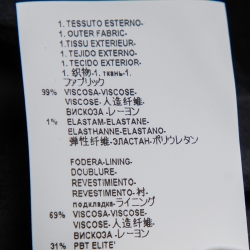 1. TESSUTO ESTERNO-
1. OUTER FABRIC-
1.TISSU EXTERIEUR-
1.TEJIDO EXTERNO-
1.TECIDO EXTERIOR-
1. 织物-1. ткань-1.
ファブリック
99% VISCOSA-VISCOSE-
VISCOSE-人造纤维-
ВИСКОЗА-レーヨン
1% ELASTAM-ELASTANE-
ELASTHANNE-ELASTANO-
弹性纤维-эластан-ポリウレタン
FODERA-LINING-
DOUBLURE-
REVESTIMIENTO-
REVESTIMENTO-衬-
подкладка-ライニング
69% VISCOSA-VISCOSE-
VISCOSE-人造纤维-
ВИСКОЗА-レーヨン
31% PBT ELITE'